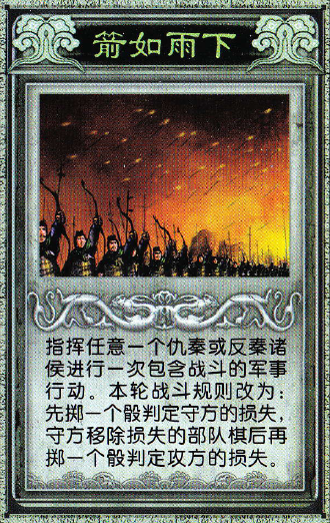 箭如雨下
指挥任意一个仇秦或反秦诸
侯进行一次包含战斗的军事
行动。本轮战斗规则改为：
先掷一个骰判定守方的损失，
守方移除损失的部队棋后再
掷一个骰判定攻方的损失。